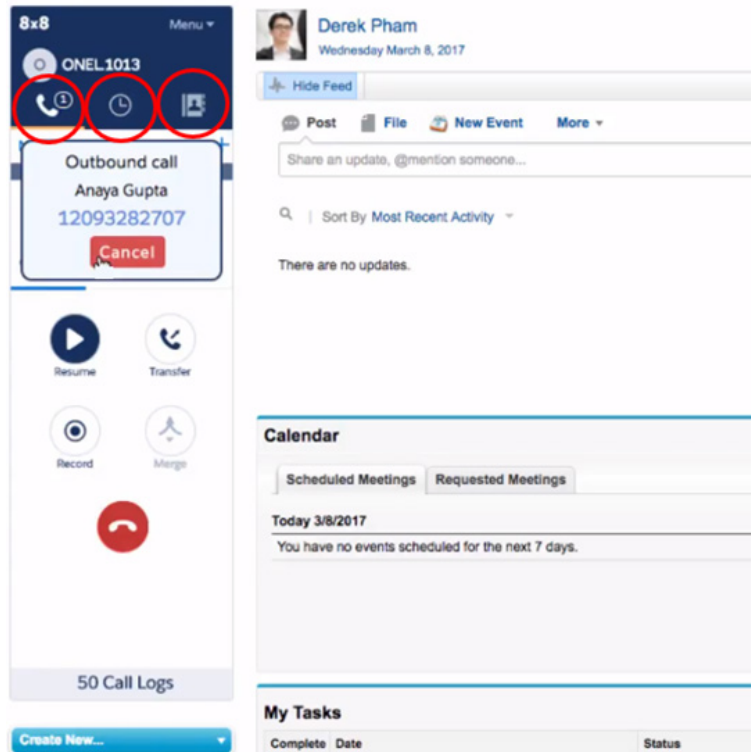 8x8
Menu
O ONEL1013
1
Outbound call
Anaya Gupta
12093282707
Cancel
Resume
Transfer
Record
Merge
50 Call Logs
Create New...
Derek Pham
Wednesday March 8, 2017
Hide Feed
Post
File
New Event
More
Share an update, @mention someone...
Sort By Most Recent Activity
There are no updates.
Calendar
Scheduled Meetings
Requested Meetings
Today 3/8/2017
You have no events scheduled for the next 7 days.
My Tasks
Complete Date Status